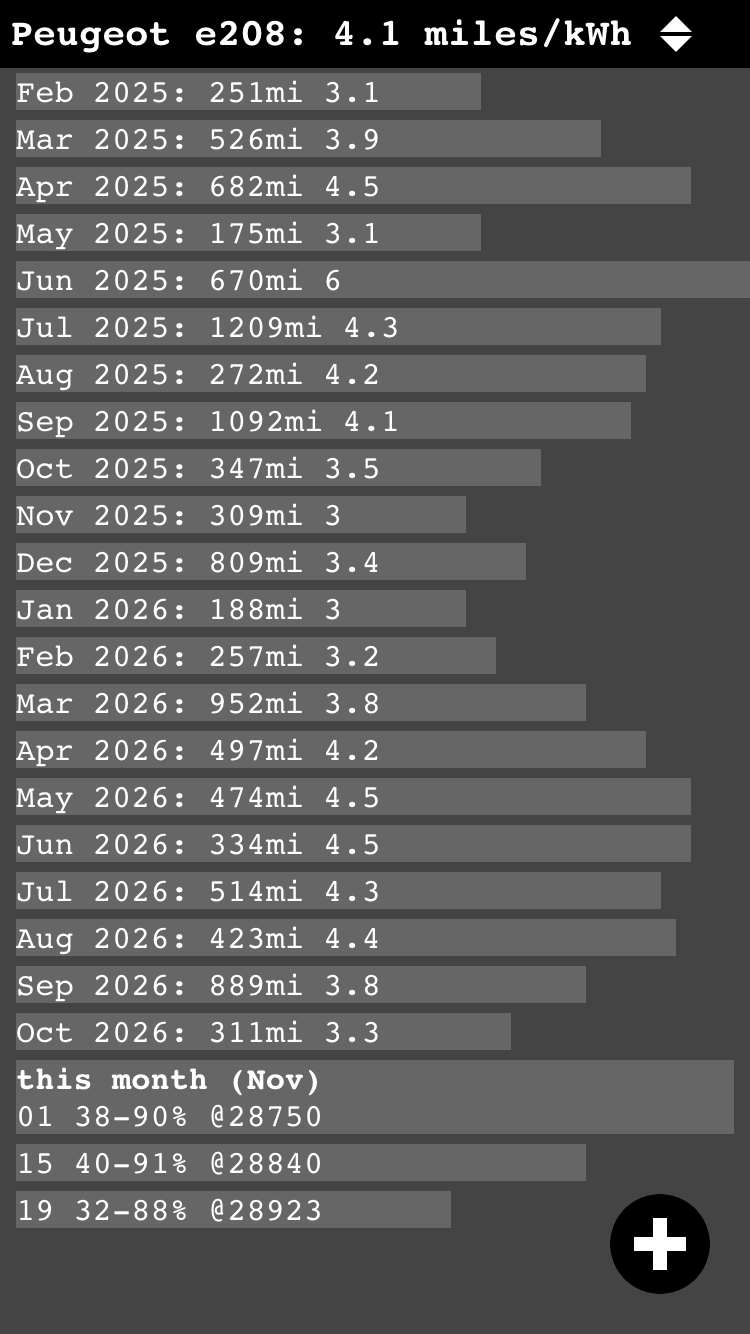 Peugeot e208: 4.1 miles/kWh
Feb 2025: 251mi 3.1
Mar 2025: 526mi 3.9
Apr 2025: 682mi 4.5
May 2025: 175mi 3.1
Jun 2025: 670mi 6
Jul 2025: 1209mi 4.3
Aug 2025: 272mi 4.2
Sep 2025: 1092mi 4.1
Oct 2025: 347mi 3.5
Nov 2025: 309mi 3
Dec 2025: 809mi 3.4
Jan 2026: 188mi 3
Feb 2026: 257mi 3.2
Mar 2026: 952mi 3.8
Apr 2026: 497mi 4.2
May 2026: 474mi 4.5
Jun 2026: 334mi 4.5
Jul 2026: 514mi 4.3
Aug 2026: 423mi 4.4
Sep 2026: 889mi 3.8
Oct 2026: 311mi 3.3
this month (Nov)
01 38-90% @28750
15 40-91% @28840
19 32-88% @28923